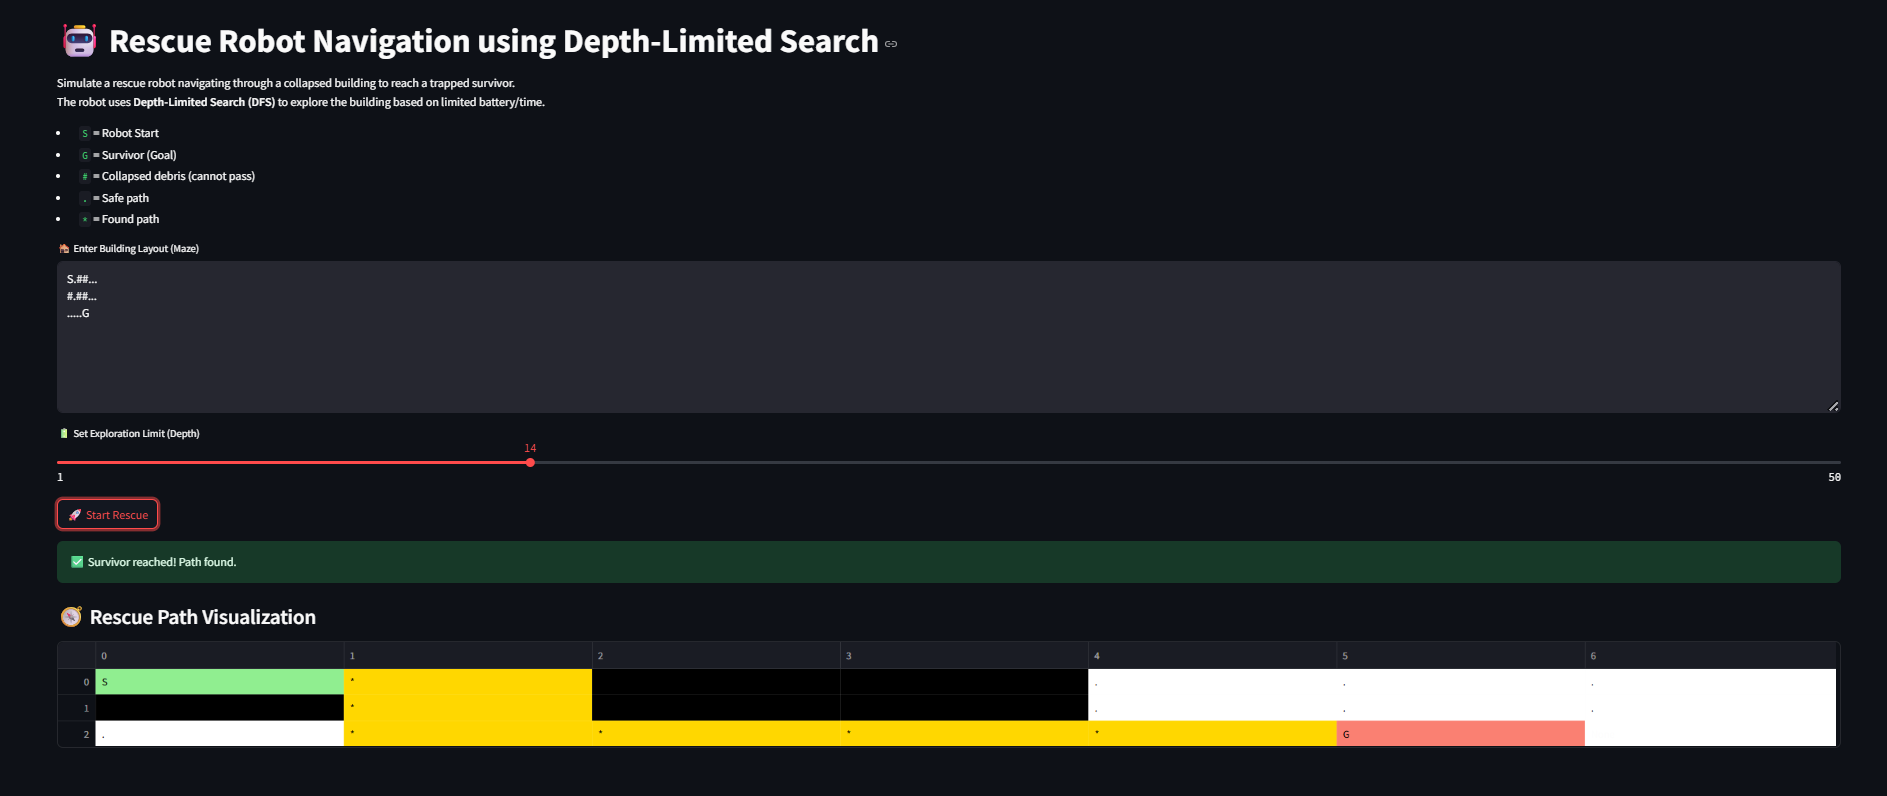 Rescue Robot Navigation using Depth-Limited Search
Simulate a rescue robot navigating through a collapsed building to reach a trapped survivor.
The robot uses Depth-Limited Search (DFS) to explore the building based on limited battery/time.
• S = Robot Start
• G = Survivor (Goal)
• # = Collapsed debris (cannot pass)
• . = Safe path
• * = Found path
Enter Building Layout (Maze)
S.##...
#.##...
.....G
Set Exploration Limit (Depth)
14
1 50
Start Rescue
Survivor reached! Path found.
Rescue Path Visualization
0 1 2 3 4 5 6
0 S * . . .
1 * . . .
2 . * * * * G